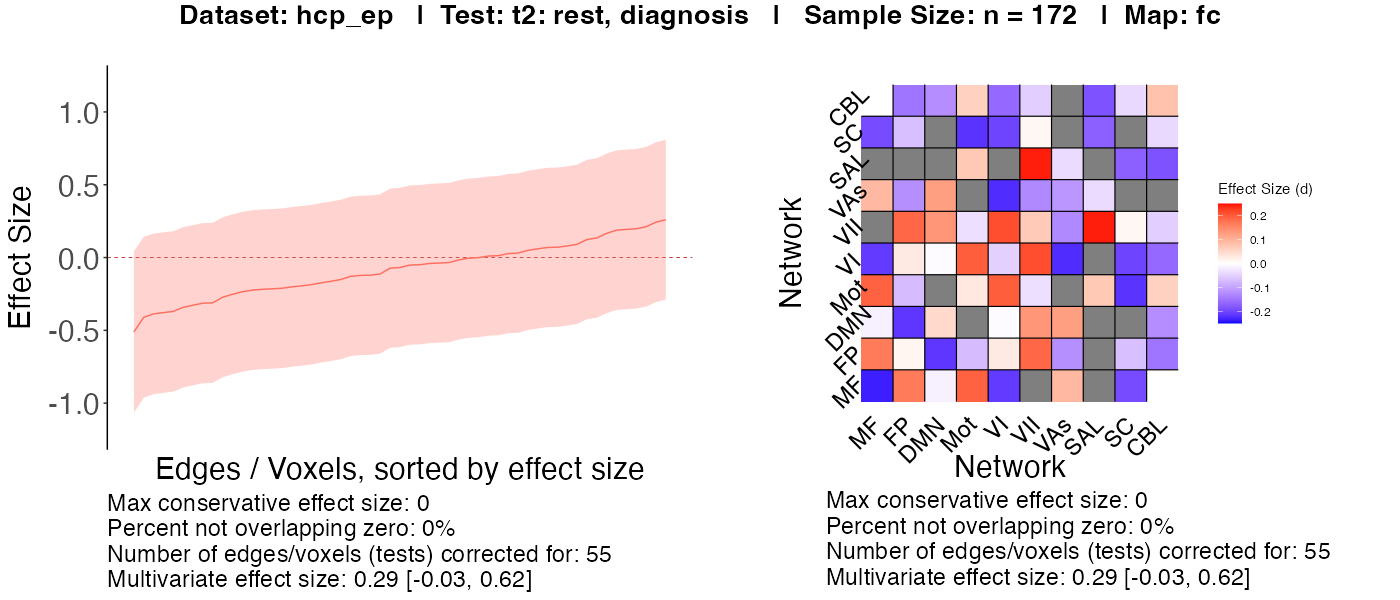 Dataset: hcp_ep | Test: t2: rest, diagnosis | Sample Size: n = 172 | Map: fc
Effect Size
1.0
0.5
0.0
-0.5
-1.0
Edges / Voxels, sorted by effect size
Max conservative effect size: 0
Percent not overlapping zero: 0%
Number of edges/voxels (tests) corrected for: 55
Multivariate effect size: 0.29 [-0.03, 0.62]
Network
CBL
SC
SAL
VAs
VII
VI
Mot
DMN
FP
MF
MF
FP
DMN
Mot
VI
VII
VAs
SAL
SC
CBL
Network
Effect Size (d)
0.2
0.1
0.0
-0.1
-0.2
Max conservative effect size: 0
Percent not overlapping zero: 0%
Number of edges/voxels (tests) corrected for: 55
Multivariate effect size: 0.29 [-0.03, 0.62]